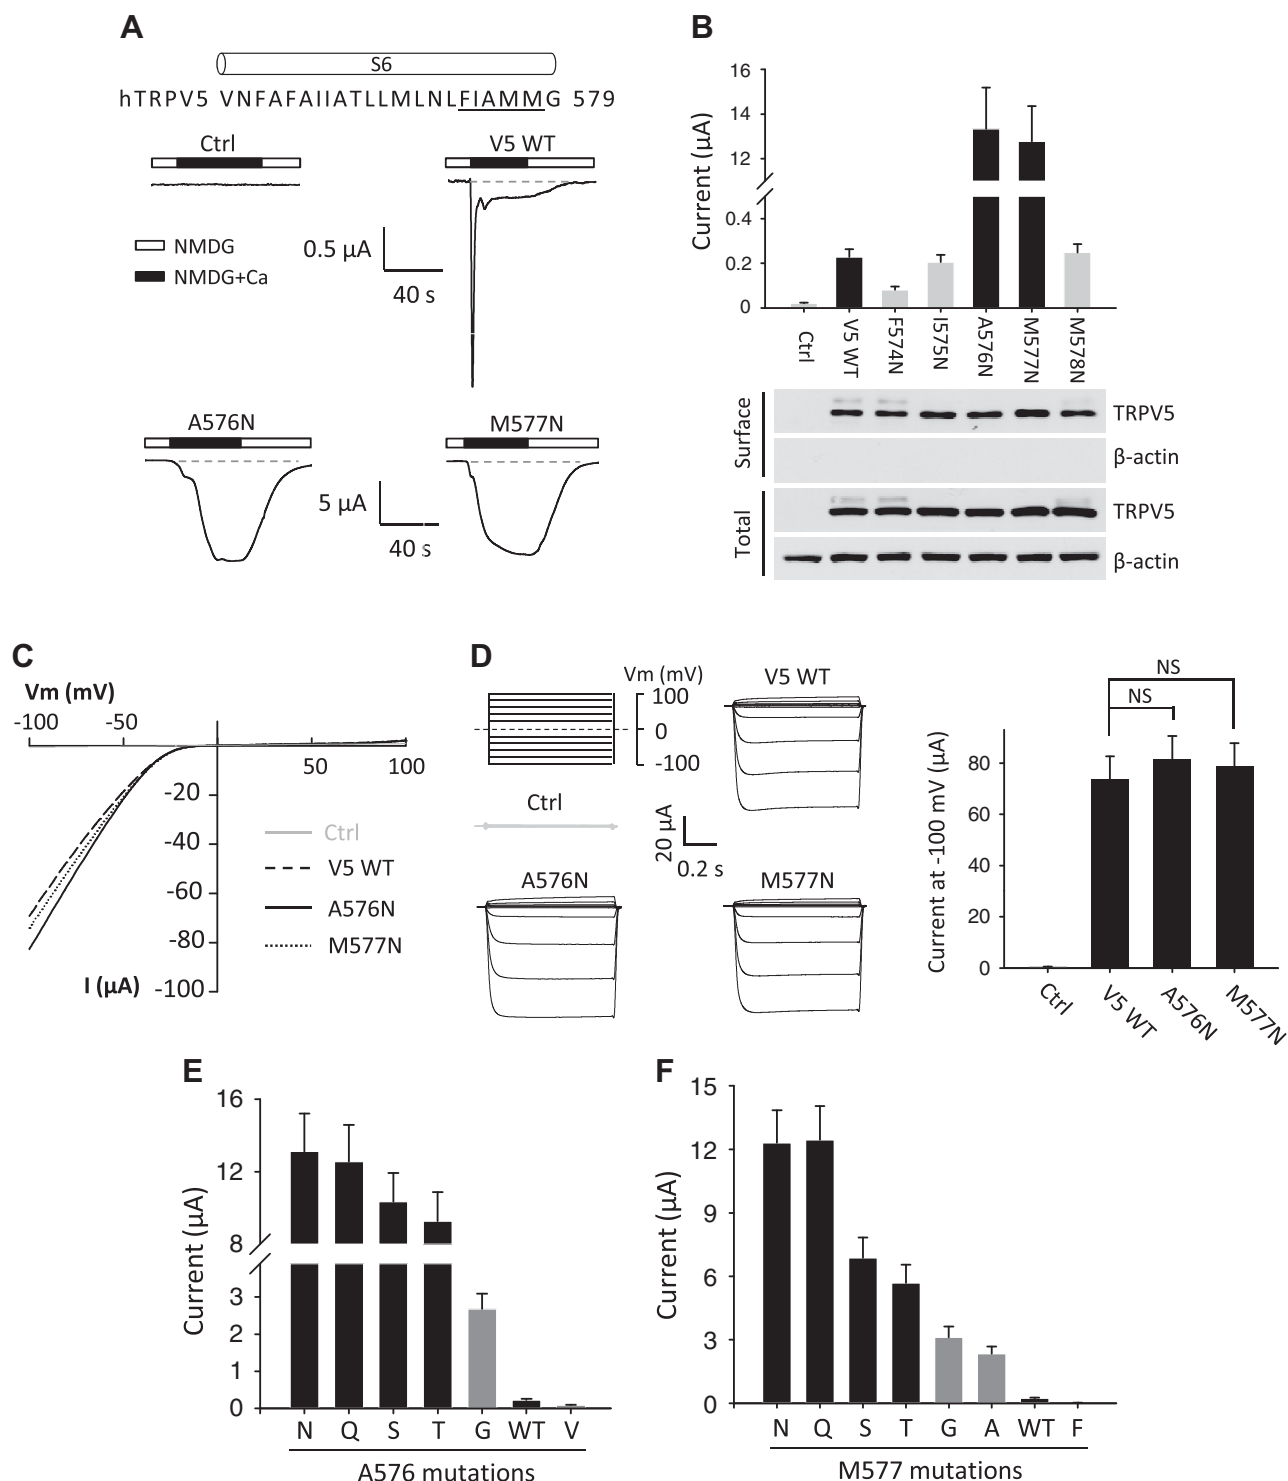 A
S6
hTRPV5 VNFAFAIIATLLMLNLFIAMMG 579
Ctrl
V5 WT
NMDG
NMDG+Ca
0.5 µA
40 s
A576N
M577N
5 µA
40 s
B
Current (µA)
16
14
12
0.4
0.2
0
Ctrl
V5 WT
F574N
I575N
A576N
M577N
M578N
Surface
TRPV5
β-actin
Total
TRPV5
β-actin
C
Vm (mV)
-100 -50
50 100
-20
-40
-60
-80
-100
I (µA)
Ctrl
V5 WT
A576N
M577N
D
Vm (mV)
100
0
-100
V5 WT
Ctrl
20 µA
0.2 s
A576N
M577N
NS
NS
Current at -100 mV (µA)
80
60
40
20
0
Ctrl
V5 WT
A576N
M577N
E
Current (µA)
16
12
8
3
2
1
0
N Q S T G WT V
A576 mutations
F
Current (µA)
15
12
9
6
3
0
N Q S T G A WT F
M577 mutations